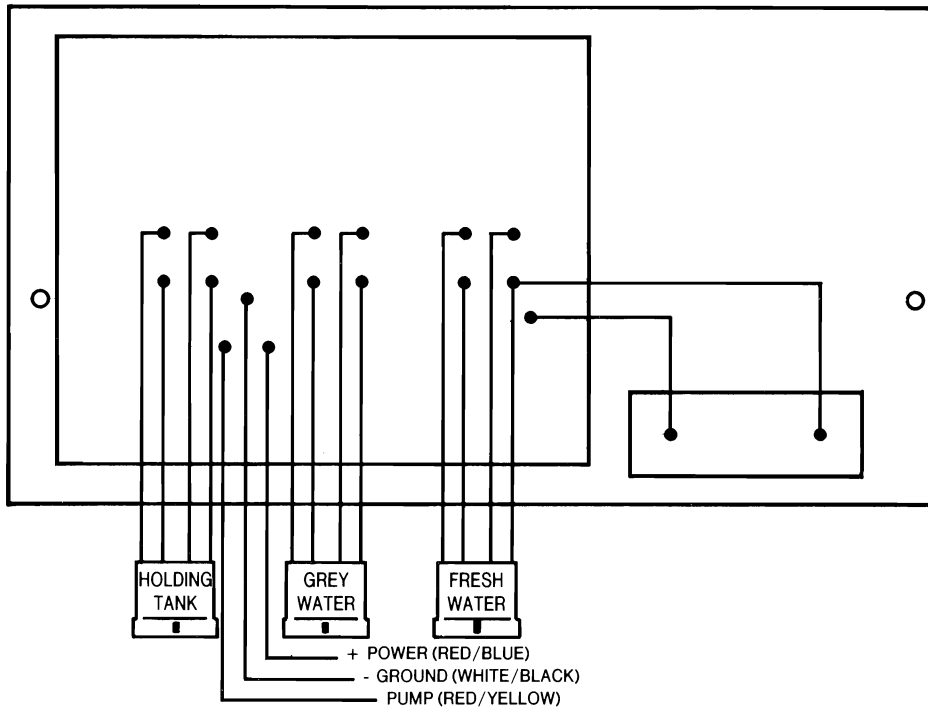 HOLDING
TANK
GREY
WATER
FRESH
WATER
+ POWER (RED/BLUE)
- GROUND (WHITE/BLACK)
PUMP (RED/YELLOW)